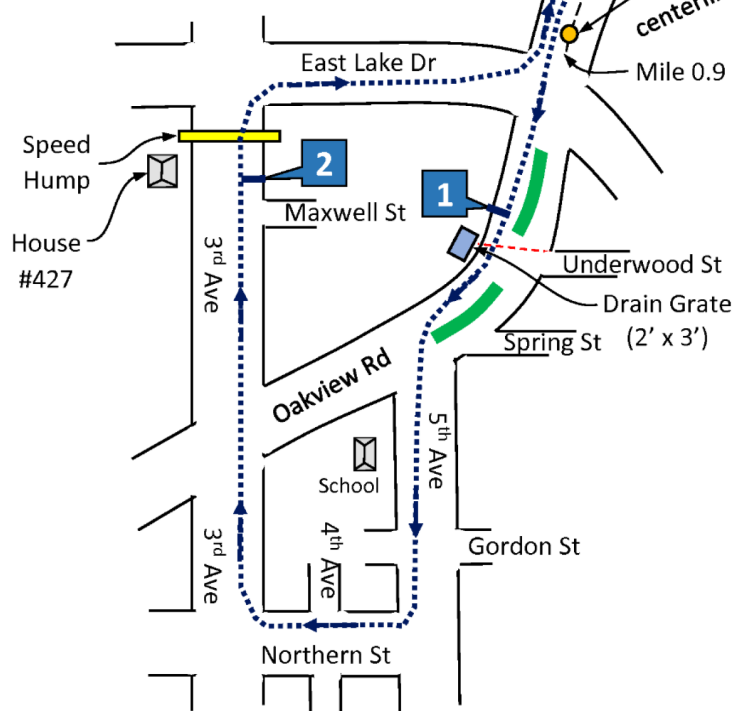 centerli
East Lake Dr
Mile 0.9
Speed
Hump
2
1
House
#427
Maxwell St
3rd Ave
Underwood St
Drain Grate
(2' x 3')
Spring St
Oakview Rd
5th Ave
School
4th Ave
3rd Ave
Gordon St
Northern St